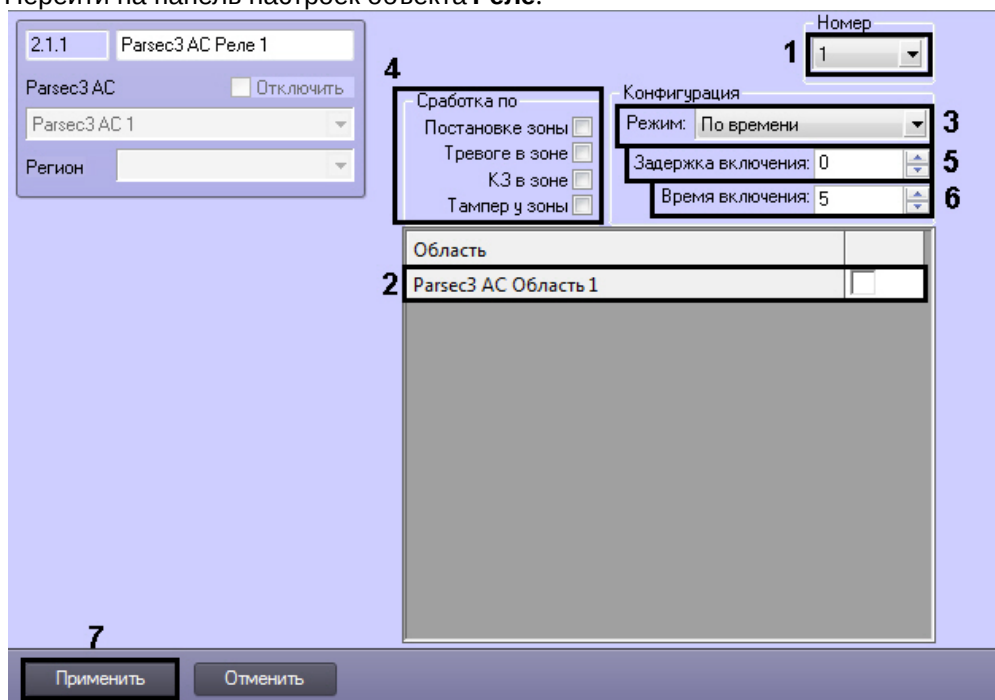 Перейти на панель настроек объекта Реле.
2.1.1 Parsec3 AC Реле 1
Parsec3 AC Отключить
Parsec3 AC 1
Регион
Номер
1 1
4
Сработка по
Постановке зоны
Тревоге в зоне
КЗ в зоне
Тампер у зоны
Конфигурация
Режим: По времени 3
Задержка включения: 0 5
Время включения: 5 6
Область
2 Parsec3 AC Область 1
7
Применить Отменить